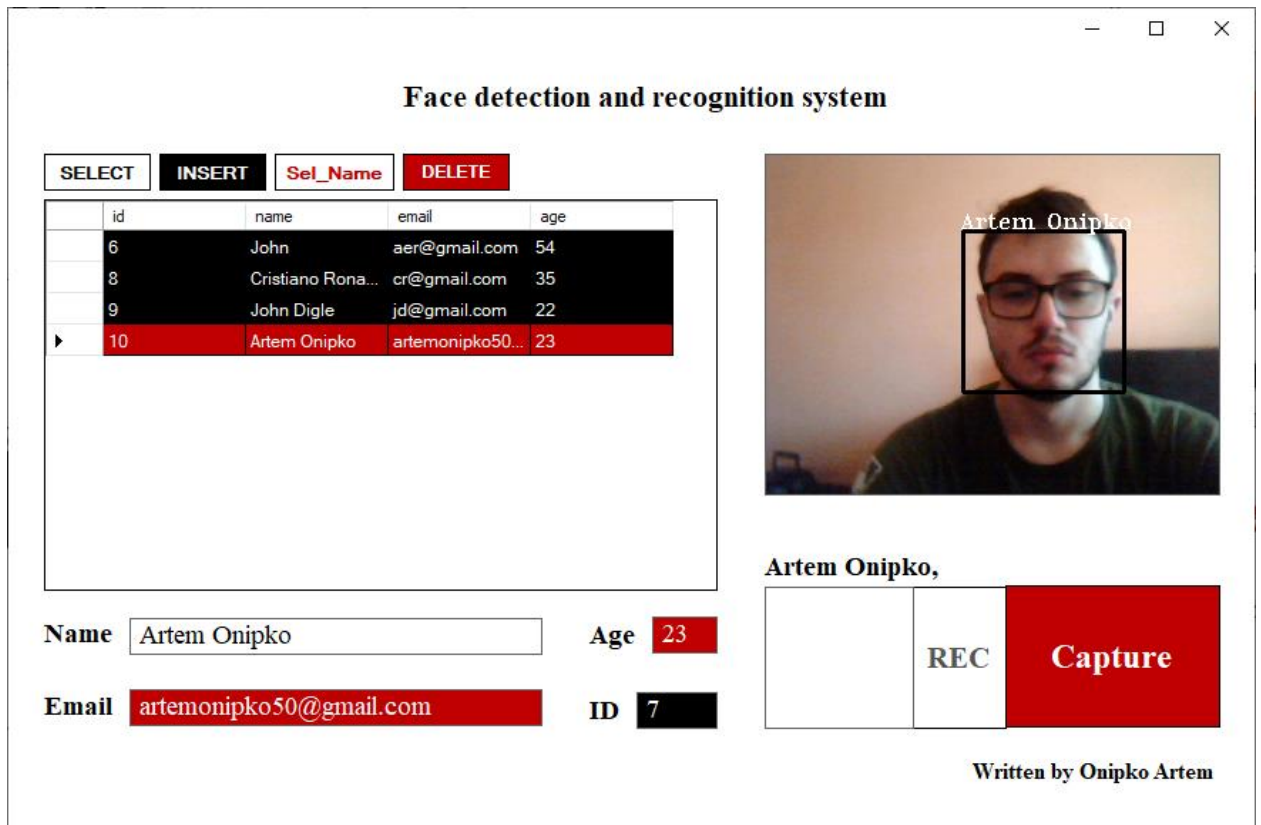 Face detection and recognition system
SELECT INSERT Sel_Name DELETE
id name email age
6 John aer@gmail.com 54
8 Cristiano Rona... cr@gmail.com 35
9 John Digle jd@gmail.com 22
10 Artem Onipko artemonipko50... 23
Artem Onipko
Artem Onipko,
Name Artem Onipko Age 23
Email artemonipko50@gmail.com ID 7
REC Capture
Written by Onipko Artem